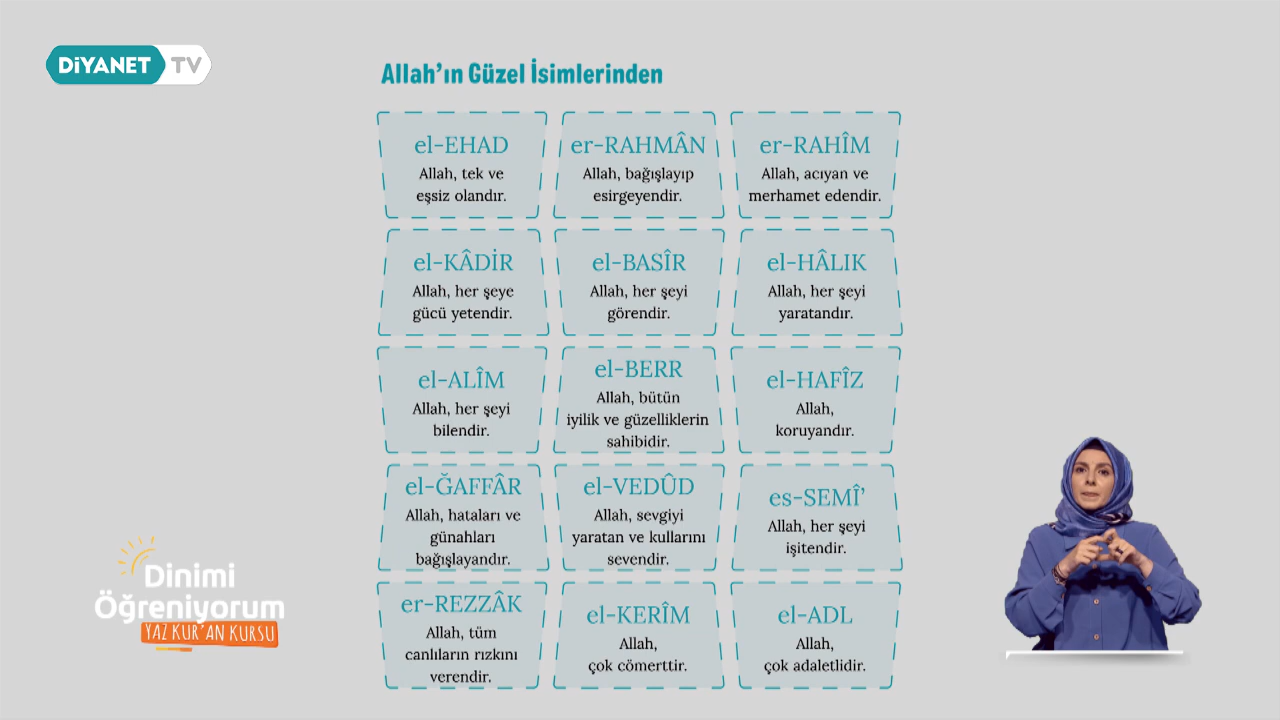 DİYANET TV
Allah'ın Güzel İsimlerinden
el-EHAD
Allah, tek ve
eşsiz olandır.
er-RAHMÂN
Allah, bağışlayıp
esirgeyendir.
er-RAHÎM
Allah, acıyan ve
merhamet edendir.
el-KÂDİR
Allah, her şeye
gücü yetendir.
el-BASÎR
Allah, her şeyi
görendir.
el-HÂLIK
Allah, her şeyi
yaratandır.
el-ALÎM
Allah, her şeyi
bilendir.
el-BERR
Allah, bütün
iyilik ve güzelliklerin
sahibidir.
el-HAFÎZ
Allah,
koruyandır.
el-ĞAFFÂR
Allah, hataları ve
günahları
bağışlayandır.
el-VEDÛD
Allah, sevgiyi
yaratan ve kullarını
sevendir.
es-SEMÎ’
Allah, her şeyi
işitendir.
er-REZZÂK
Allah, tüm
canlıların rızkını
verendir.
el-KERÎM
Allah,
çok cömerttir.
el-ADL
Allah,
çok adaletlidir.
Dinimi
Öğreniyorum
YAZ KUR'AN KURSU